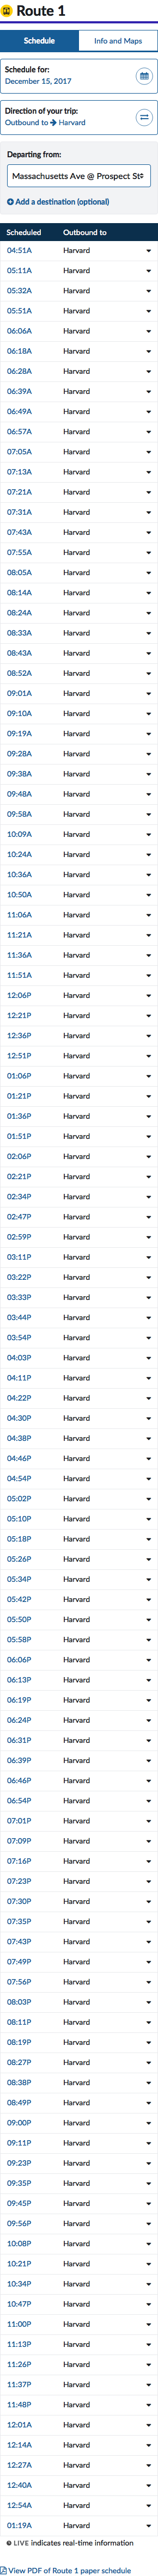 Route 1
Schedule Info and Maps
Schedule for:
December 15, 2017
Direction of your trip:
Outbound to Harvard
Departing from:
Massachusetts Ave @ Prospect St
Add a destination (optional)
Scheduled Outbound to
04:51A Harvard
05:11A Harvard
05:32A Harvard
05:51A Harvard
06:06A Harvard
06:18A Harvard
06:28A Harvard
06:39A Harvard
06:49A Harvard
06:57A Harvard
07:05A Harvard
07:13A Harvard
07:21A Harvard
07:31A Harvard
07:43A Harvard
07:55A Harvard
08:05A Harvard
08:14A Harvard
08:24A Harvard
08:33A Harvard
08:43A Harvard
08:52A Harvard
09:01A Harvard
09:10A Harvard
09:19A Harvard
09:28A Harvard
09:38A Harvard
09:48A Harvard
09:58A Harvard
10:09A Harvard
10:24A Harvard
10:36A Harvard
10:50A Harvard
11:06A Harvard
11:21A Harvard
11:36A Harvard
11:51A Harvard
12:06P Harvard
12:21P Harvard
12:36P Harvard
12:51P Harvard
01:06P Harvard
01:21P Harvard
01:36P Harvard
01:51P Harvard
02:06P Harvard
02:21P Harvard
02:34P Harvard
02:47P Harvard
02:59P Harvard
03:11P Harvard
03:22P Harvard
03:33P Harvard
03:44P Harvard
03:54P Harvard
04:03P Harvard
04:11P Harvard
04:22P Harvard
04:30P Harvard
04:38P Harvard
04:46P Harvard
04:54P Harvard
05:02P Harvard
05:10P Harvard
05:18P Harvard
05:26P Harvard
05:34P Harvard
05:42P Harvard
05:50P Harvard
05:58P Harvard
06:06P Harvard
06:13P Harvard
06:19P Harvard
06:24P Harvard
06:31P Harvard
06:39P Harvard
06:46P Harvard
06:54P Harvard
07:01P Harvard
07:09P Harvard
07:16P Harvard
07:23P Harvard
07:30P Harvard
07:35P Harvard
07:43P Harvard
07:49P Harvard
07:56P Harvard
08:03P Harvard
08:11P Harvard
08:19P Harvard
08:27P Harvard
08:38P Harvard
08:49P Harvard
09:00P Harvard
09:11P Harvard
09:23P Harvard
09:35P Harvard
09:45P Harvard
09:56P Harvard
10:08P Harvard
10:21P Harvard
10:34P Harvard
10:47P Harvard
11:00P Harvard
11:13P Harvard
11:26P Harvard
11:37P Harvard
11:48P Harvard
12:01A Harvard
12:14A Harvard
12:27A Harvard
12:40A Harvard
12:54A Harvard
01:19A Harvard
LIVE indicates real-time information
View PDF of Route 1 paper schedule